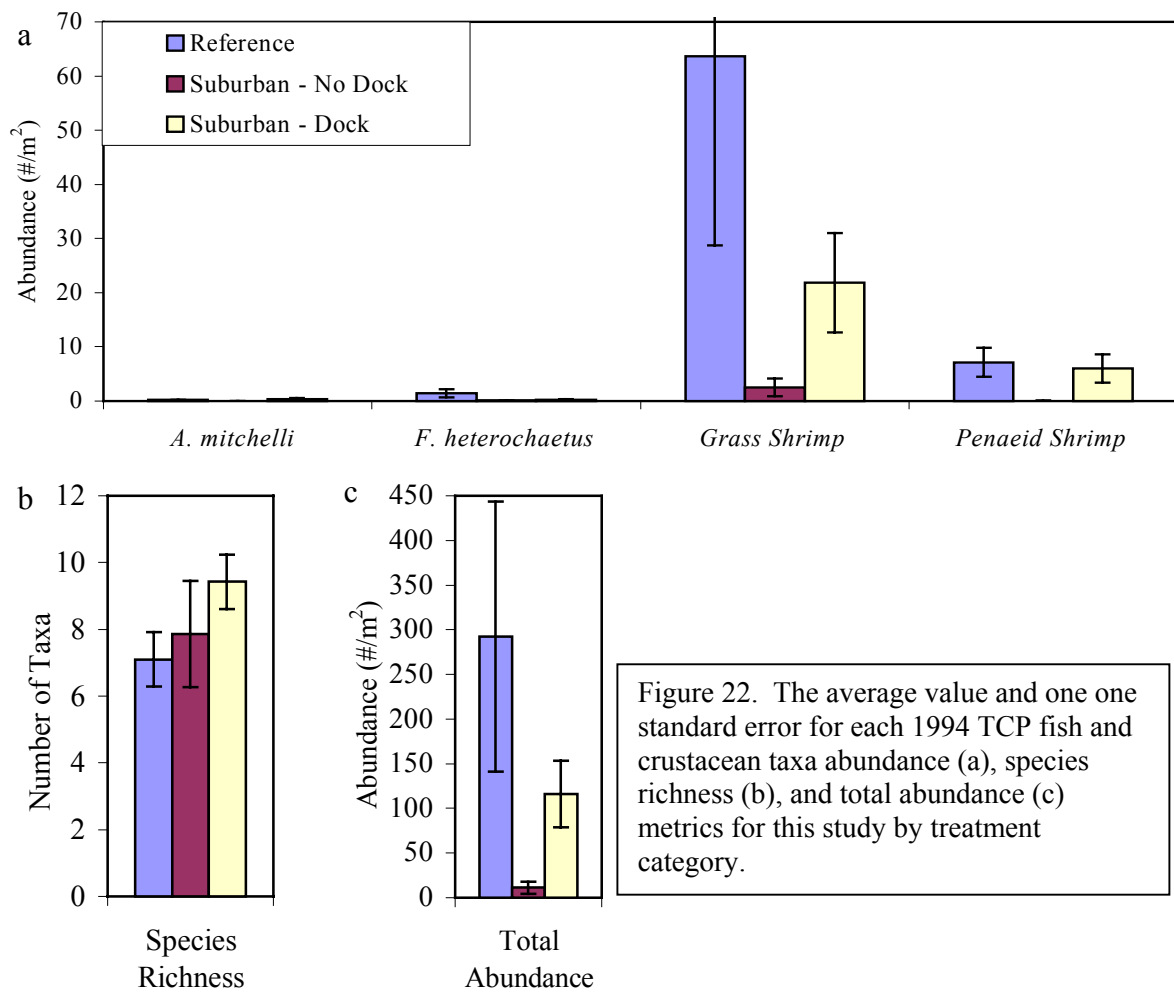 a
Reference
Suburban - No Dock
Suburban - Dock
Abundance (#/m²)
70
60
50
40
30
20
10
0
A. mitchelli
F. heterochaetus
Grass Shrimp
Penaeid Shrimp
b
Number of Taxa
12
10
8
6
4
2
0
Species
Richness
c
Abundance (#/m²)
450
400
350
300
250
200
150
100
50
0
Total
Abundance
Figure 22. The average value and one one
standard error for each 1994 TCP fish and
crustacean taxa abundance (a), species
richness (b), and total abundance (c)
metrics for this study by treatment
category.